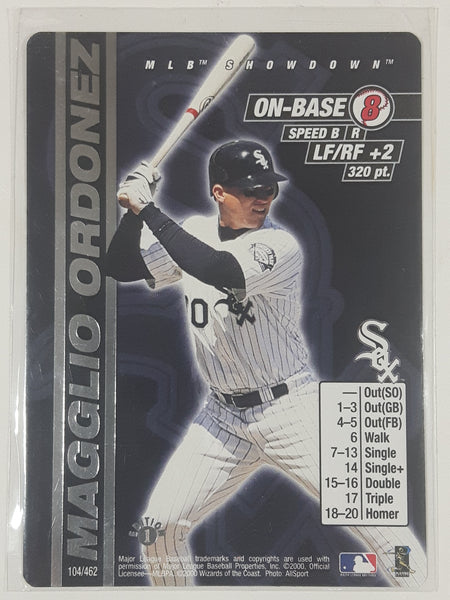 MLB™ SHOWDOWN™
ON-BASE 8
SPEED B R
LF/RF +2
320 pt.
MAGGLIO ORDONEZ
Sox
— Out(SO)
1–3 Out(GB)
4–5 Out(FB)
6 Walk
7–13 Single
14 Single+
15–16 Double
17 Triple
18–20 Homer
EDITION
1
104/462
Major League Baseball trademarks and copyrights are used with
permission of Major League Baseball Properties, Inc. ©2000, Official
Licensee—MLBPA ©2000 Wizards of the Coast. Photo: AllSport